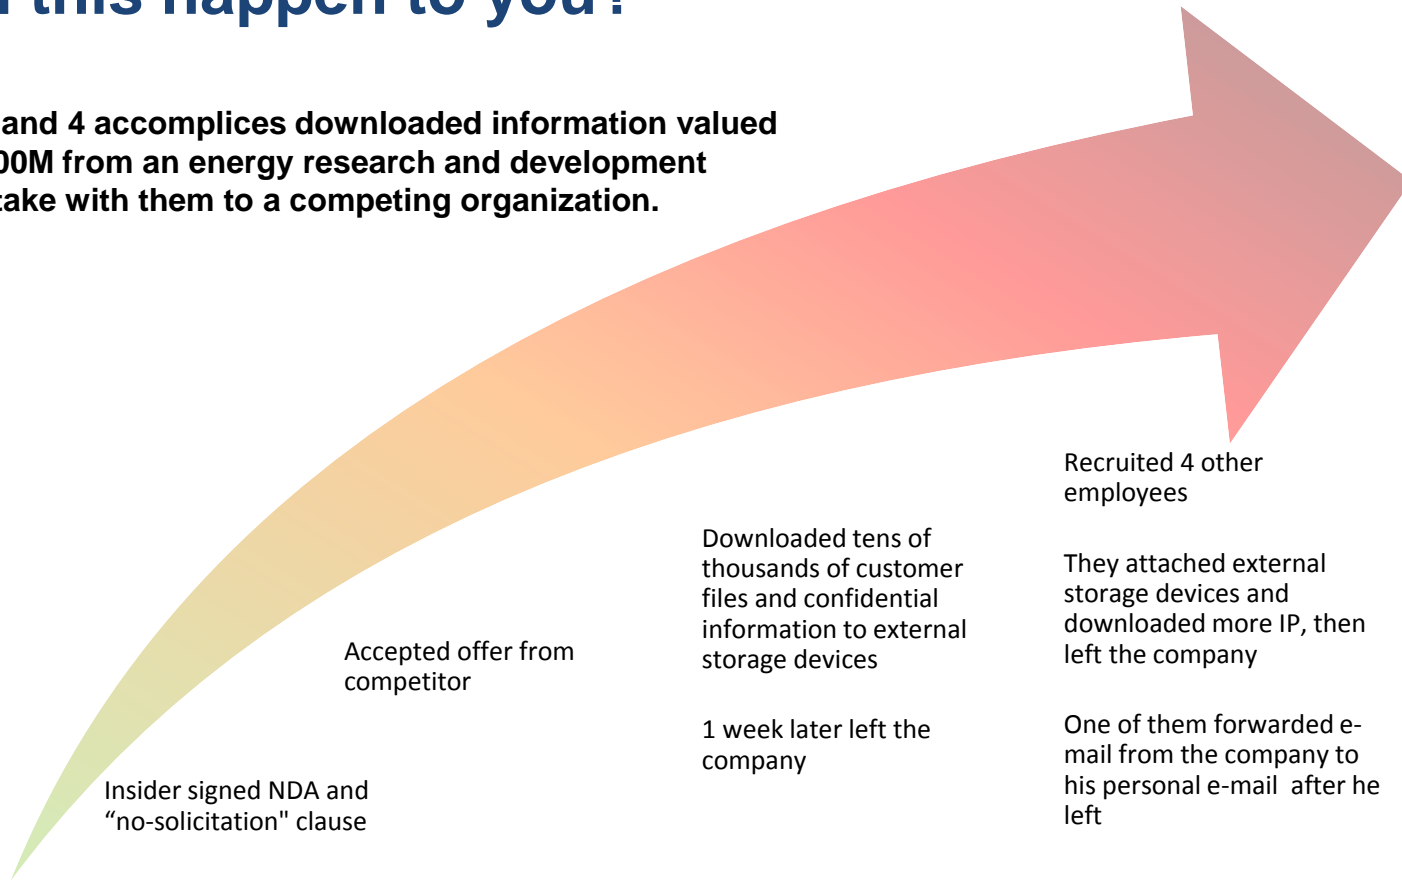 this happen to you?
and 4 accomplices downloaded information valued
00M from an energy research and development
take with them to a competing organization.
Recruited 4 other
employees
They attached external
storage devices and
downloaded more IP, then
left the company
One of them forwarded e-
mail from the company to
his personal e-mail  after he
left
Downloaded tens of
thousands of customer
files and confidential
information to external
storage devices
1 week later left the
company
Accepted offer from
competitor
Insider signed NDA and
“no-solicitation" clause